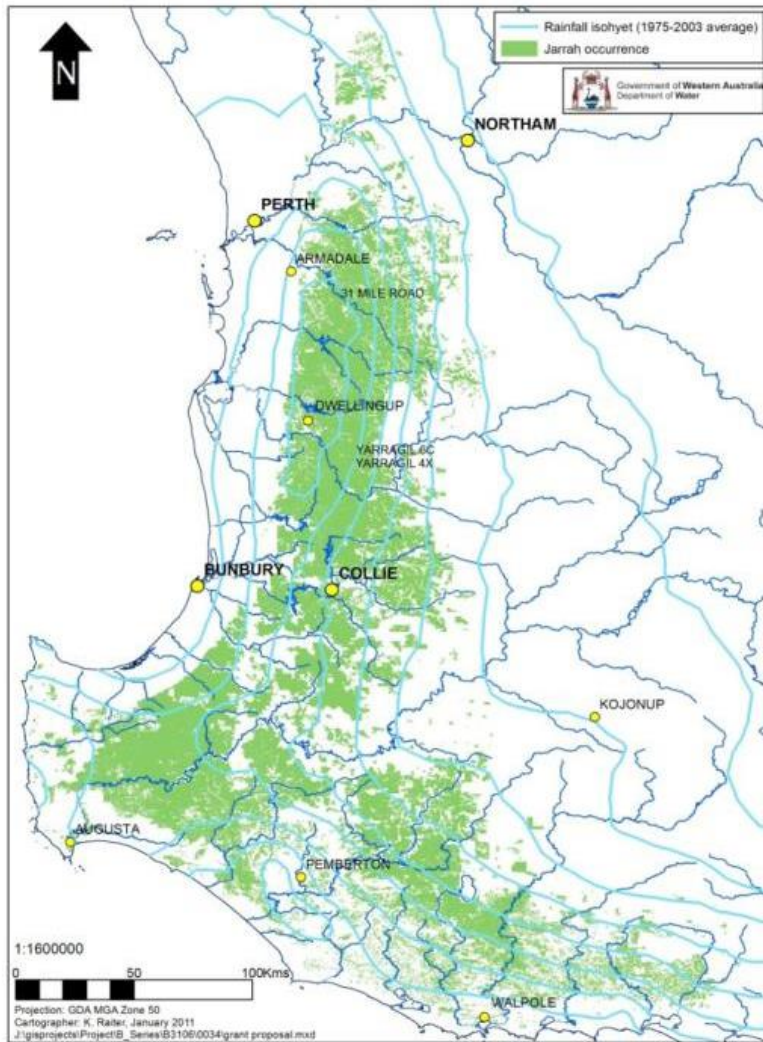 Rainfall isohyet (1975-2003 average)
Jarrah occurrence
Government of Western Australia
Department of Water
N
NORTHAM
PERTH
ARMADALE
31 MILE ROAD
DWELLINGUP
YARRAGIL 6C
YARRAGIL 4X
BUNBURY
COLLIE
KOJONUP
AUGUSTA
PEMBERTON
WALPOLE
1:1600000
0 50 100Kms
Projection: GDA MGA Zone 50
Cartographer: K. Raiter, January 2011
J:\gisprojects\Project\B_Series\B3106\0034\grant proposal.mxd